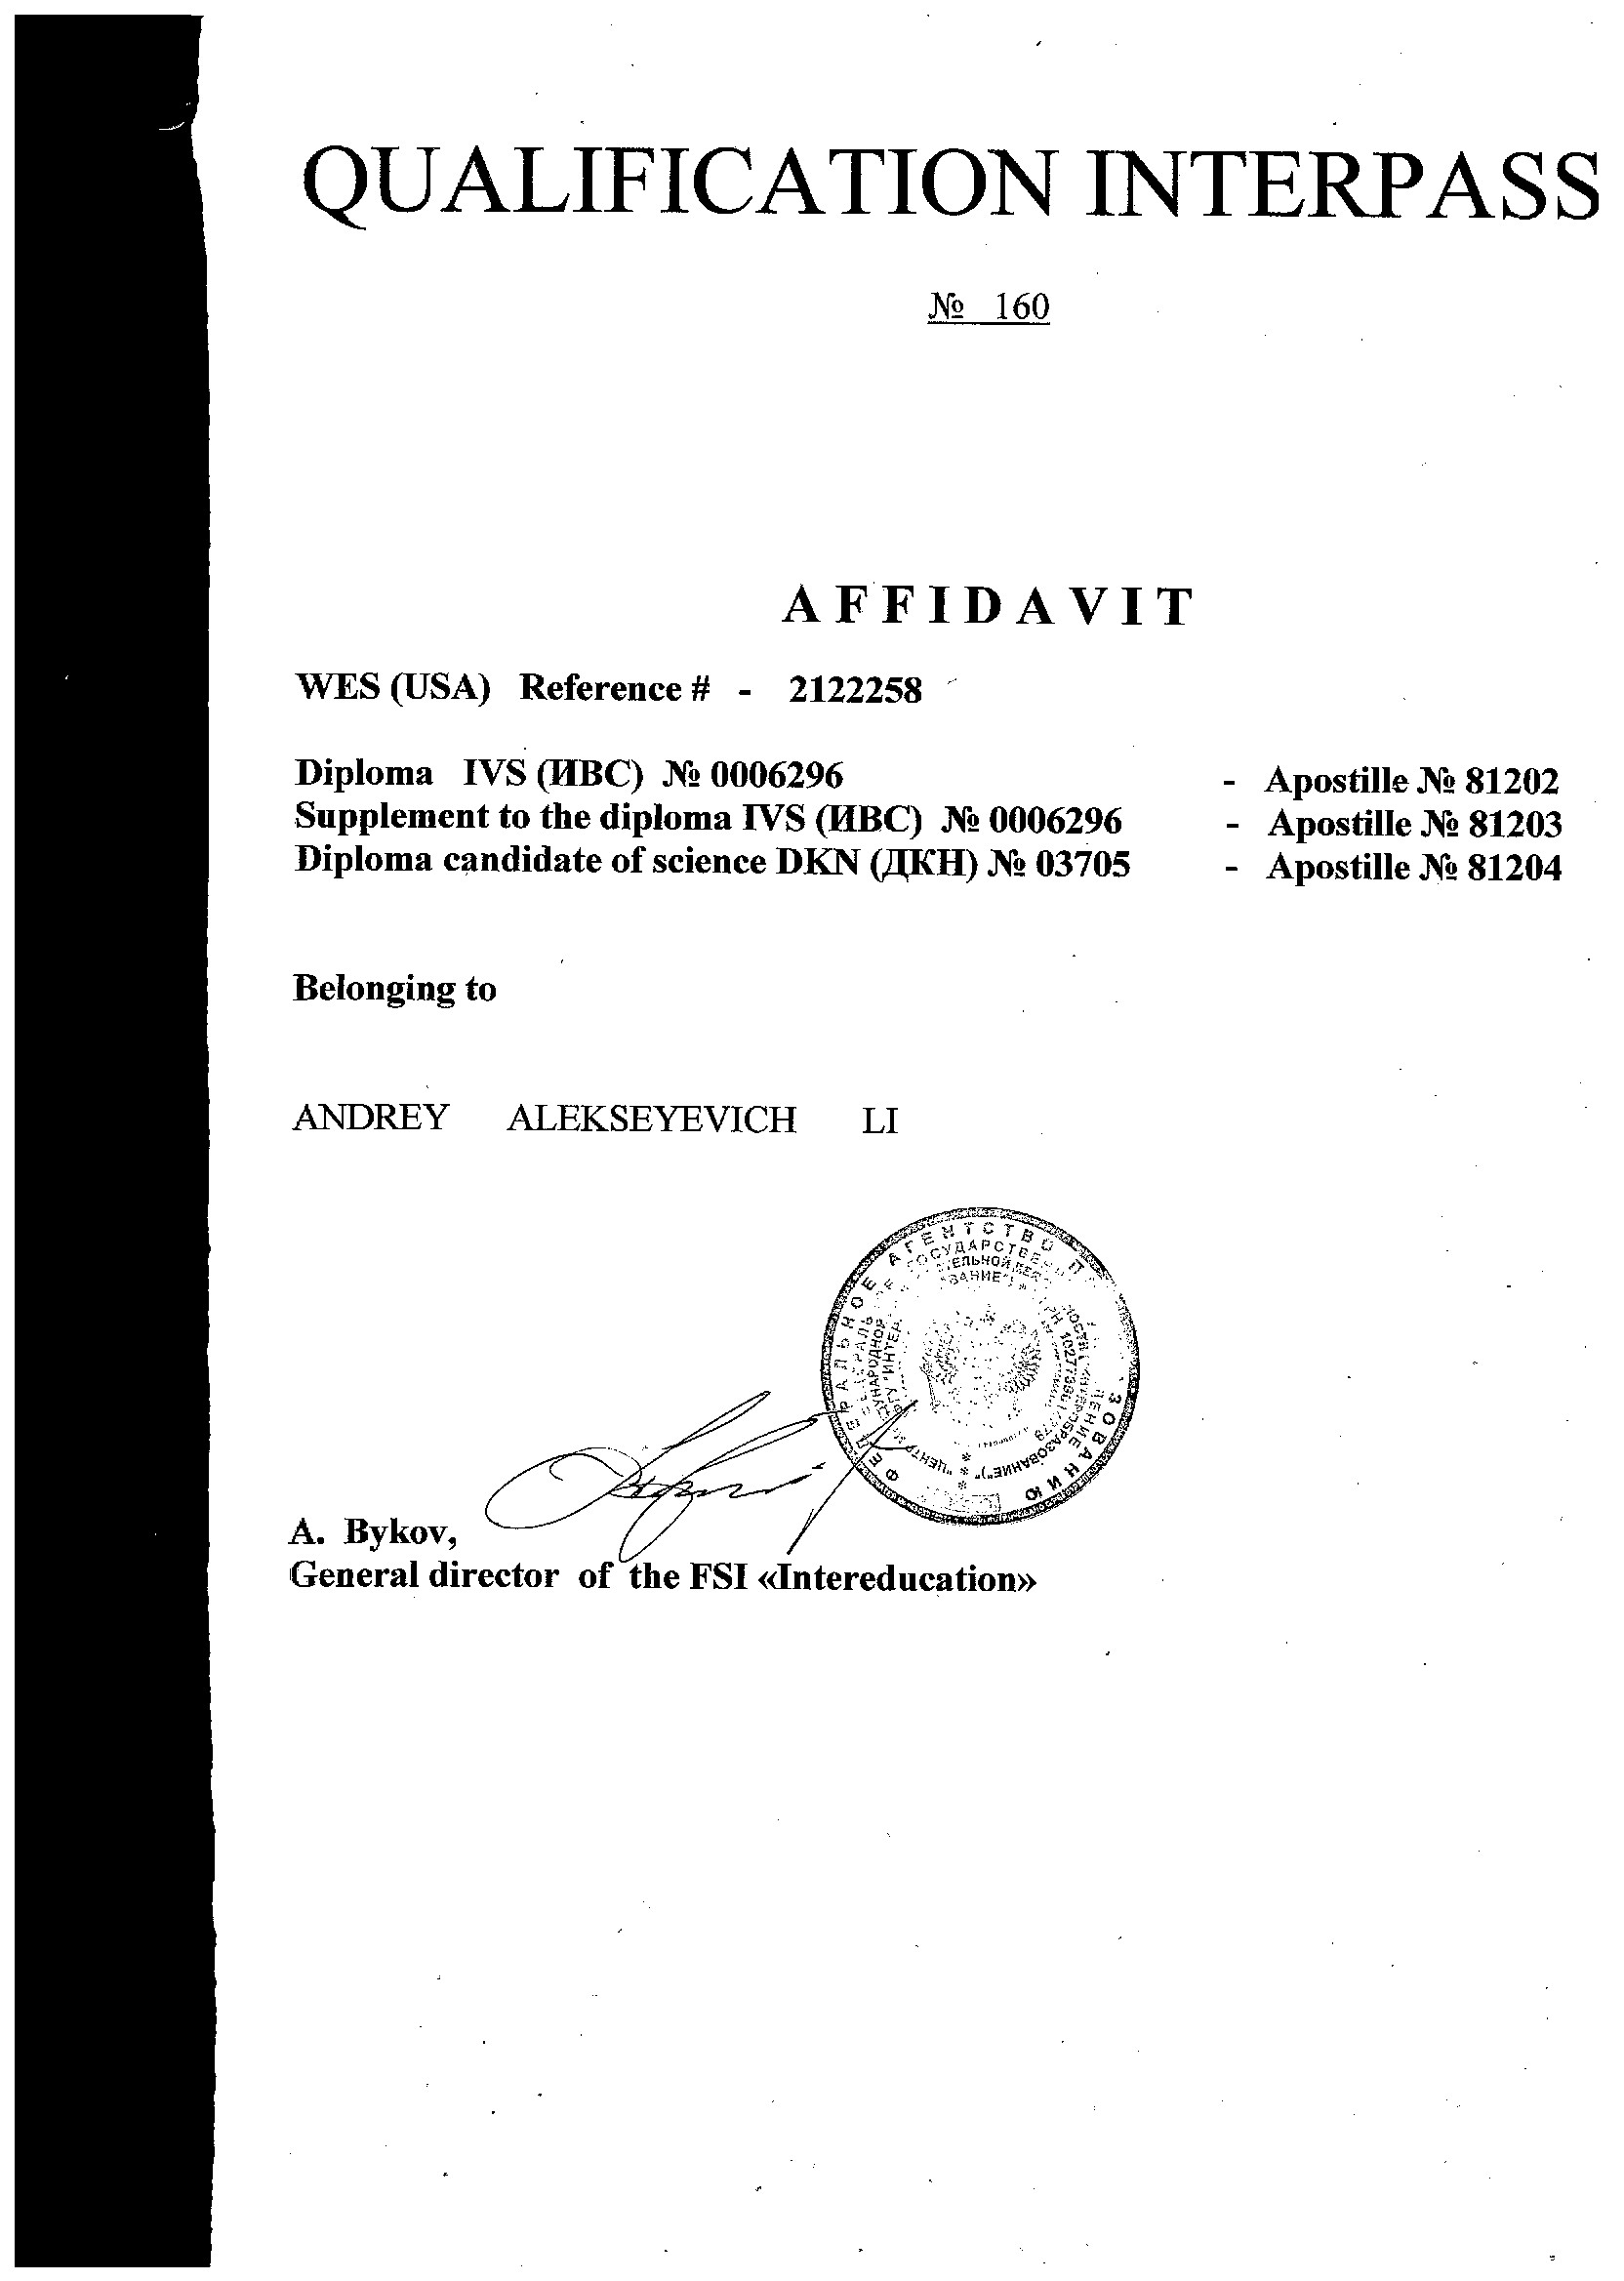 QUALIFICATION INTERPASS
№ 160
AFFIDAVIT
WES (USA) Reference # - 2122258
Diploma IVS (ИВС) № 0006296 - Apostille № 81202
Supplement to the diploma IVS (ИВС) № 0006296 - Apostille № 81203
Diploma candidate of science DKN (ДКН) № 03705 - Apostille № 81204
Belonging to
ANDREY ALEKSEYEVICH LI
ФЕДЕРАЛЬНОЕ АГЕНТСТВО
A. Bykov,
General director of the FSI «Intereducation»